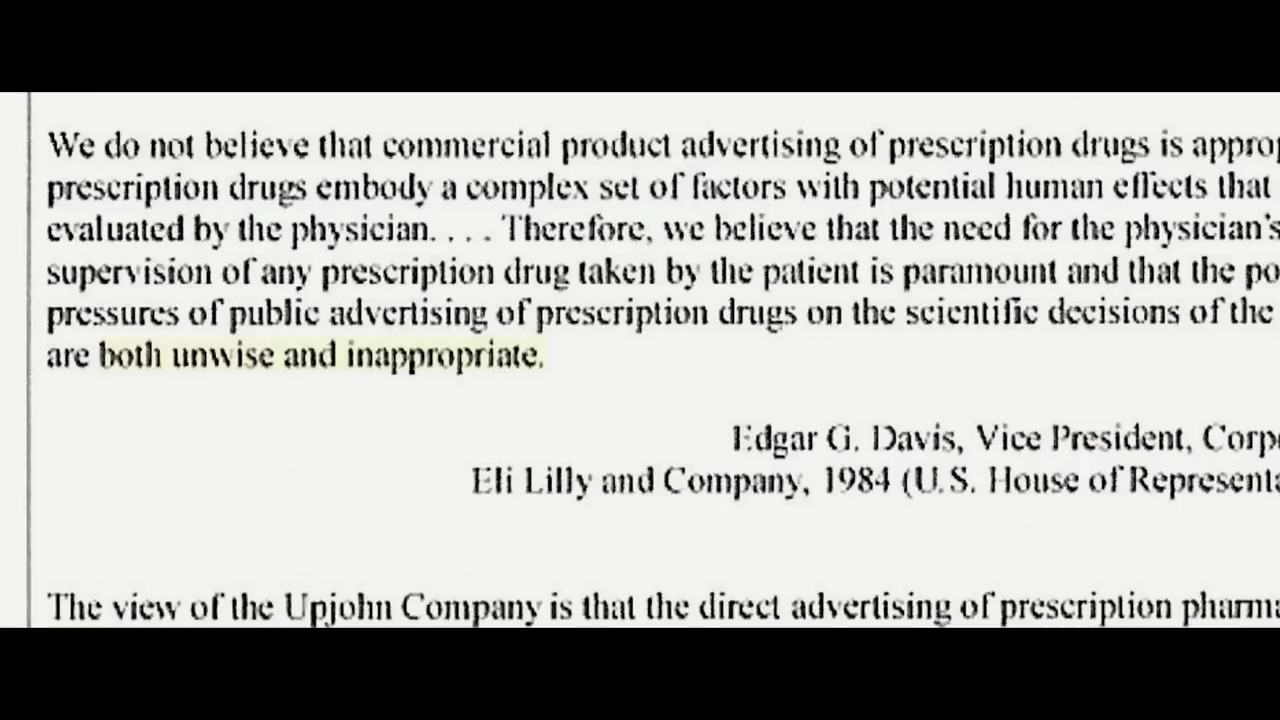 We do not believe that commercial product advertising of prescription drugs is approp
prescription drugs embody a complex set of factors with potential human effects that
evaluated by the physician. . . . Therefore, we believe that the need for the physician's
supervision of any prescription drug taken by the patient is paramount and that the po
pressures of public advertising of prescription drugs on the scientific decisions of the
are both unwise and inappropriate.
Edgar G. Davis, Vice President, Corpo
Eli Lilly and Company, 1984 (U.S. House of Representa
The view of the Upjohn Company is that the direct advertising of prescription pharma